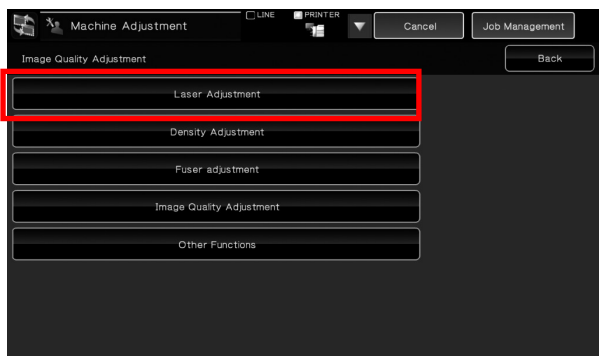 Machine Adjustment
LINE
PRINTER
Cancel
Job Management
Image Quality Adjustment
Back
Laser Adjustment
Density Adjustment
Fuser adjustment
Image Quality Adjustment
Other Functions